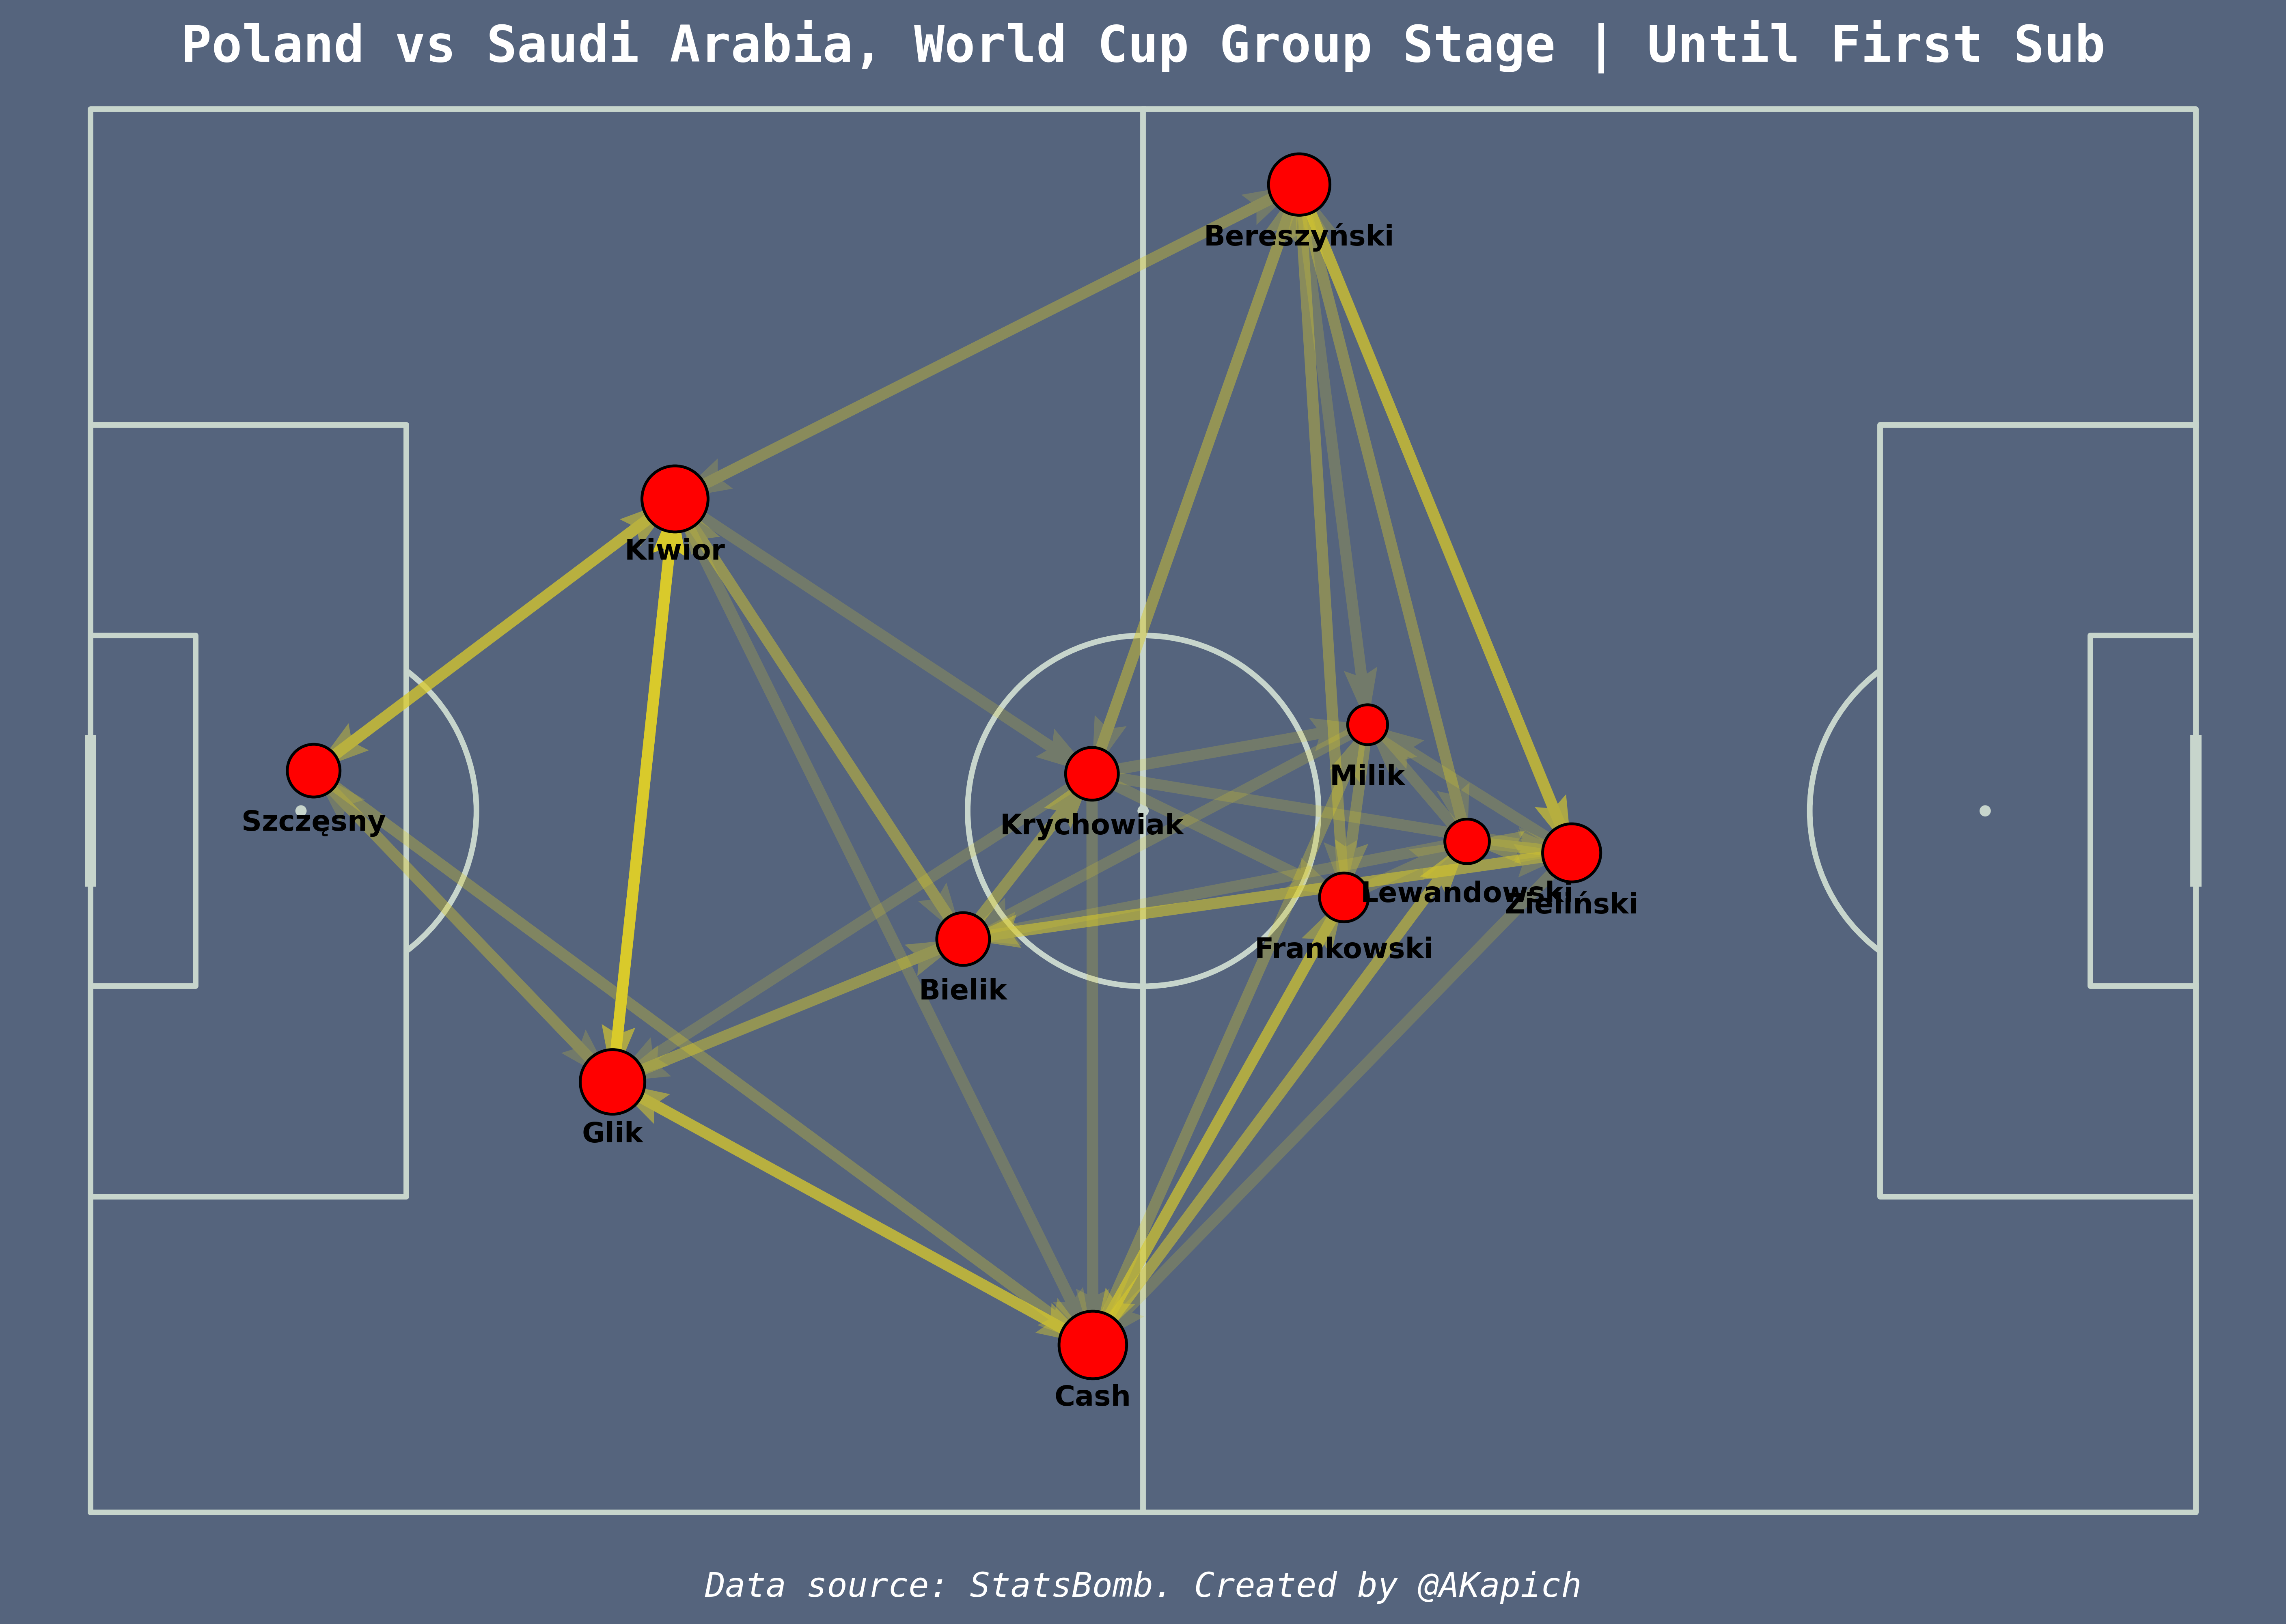 Poland vs Saudi Arabia, World Cup Group Stage | Until First Sub
Bereszyński
Kiwior
Milik
Szczęsny
Krychowiak
Lewandowski
Zieliński
Frankowski
Bielik
Glik
Cash
Data source: StatsBomb. Created by @AKapich